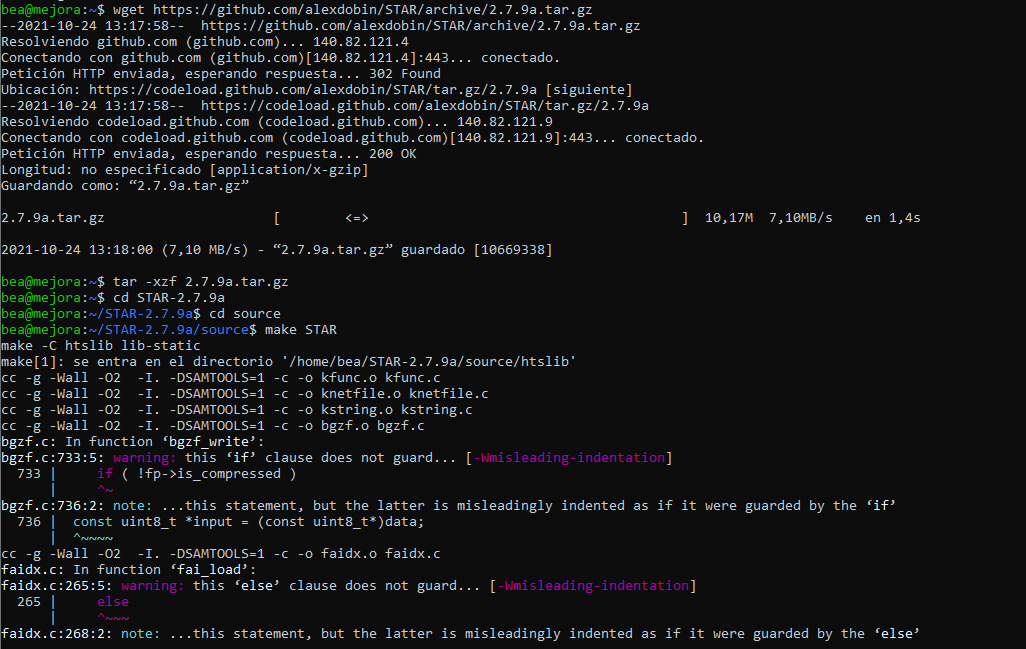 bea@mejora:~$ wget https://github.com/alexdobin/STAR/archive/2.7.9a.tar.gz
--2021-10-24 13:17:58--  https://github.com/alexdobin/STAR/archive/2.7.9a.tar.gz
Resolviendo github.com (github.com)... 140.82.121.4
Conectando con github.com (github.com)[140.82.121.4]:443... conectado.
Petición HTTP enviada, esperando respuesta... 302 Found
Ubicación: https://codeload.github.com/alexdobin/STAR/tar.gz/2.7.9a [siguiente]
--2021-10-24 13:17:58--  https://codeload.github.com/alexdobin/STAR/tar.gz/2.7.9a
Resolviendo codeload.github.com (codeload.github.com)... 140.82.121.9
Conectando con codeload.github.com (codeload.github.com)[140.82.121.9]:443... conectado.
Petición HTTP enviada, esperando respuesta... 200 OK
Longitud: no especificado [application/x-gzip]
Guardando como: “2.7.9a.tar.gz”
2.7.9a.tar.gz                     [        <=>                                       ]  10,17M  7,10MB/s    en 1,4s
2021-10-24 13:18:00 (7,10 MB/s) - “2.7.9a.tar.gz” guardado [10669338]
bea@mejora:~$ tar -xzf 2.7.9a.tar.gz
bea@mejora:~$ cd STAR-2.7.9a
bea@mejora:~/STAR-2.7.9a$ cd source
bea@mejora:~/STAR-2.7.9a/source$ make STAR
make -C htslib lib-static
make[1]: se entra en el directorio '/home/bea/STAR-2.7.9a/source/htslib'
cc -g -Wall -O2  -I. -DSAMTOOLS=1 -c -o kfunc.o kfunc.c
cc -g -Wall -O2  -I. -DSAMTOOLS=1 -c -o knetfile.o knetfile.c
cc -g -Wall -O2  -I. -DSAMTOOLS=1 -c -o kstring.o kstring.c
cc -g -Wall -O2  -I. -DSAMTOOLS=1 -c -o bgzf.o bgzf.c
bgzf.c: In function ‘bgzf_write’:
bgzf.c:733:5: warning: this ‘if’ clause does not guard... [-Wmisleading-indentation]
  733 |     if ( !fp->is_compressed )
      |     ^~
bgzf.c:736:2: note: ...this statement, but the latter is misleadingly indented as if it were guarded by the ‘if’
  736 |  const uint8_t *input = (const uint8_t*)data;
      |  ^~~~~
cc -g -Wall -O2  -I. -DSAMTOOLS=1 -c -o faidx.o faidx.c
faidx.c: In function ‘fai_load’:
faidx.c:265:5: warning: this ‘else’ clause does not guard... [-Wmisleading-indentation]
  265 |     else
      |     ^~~~
faidx.c:268:2: note: ...this statement, but the latter is misleadingly indented as if it were guarded by the ‘else’